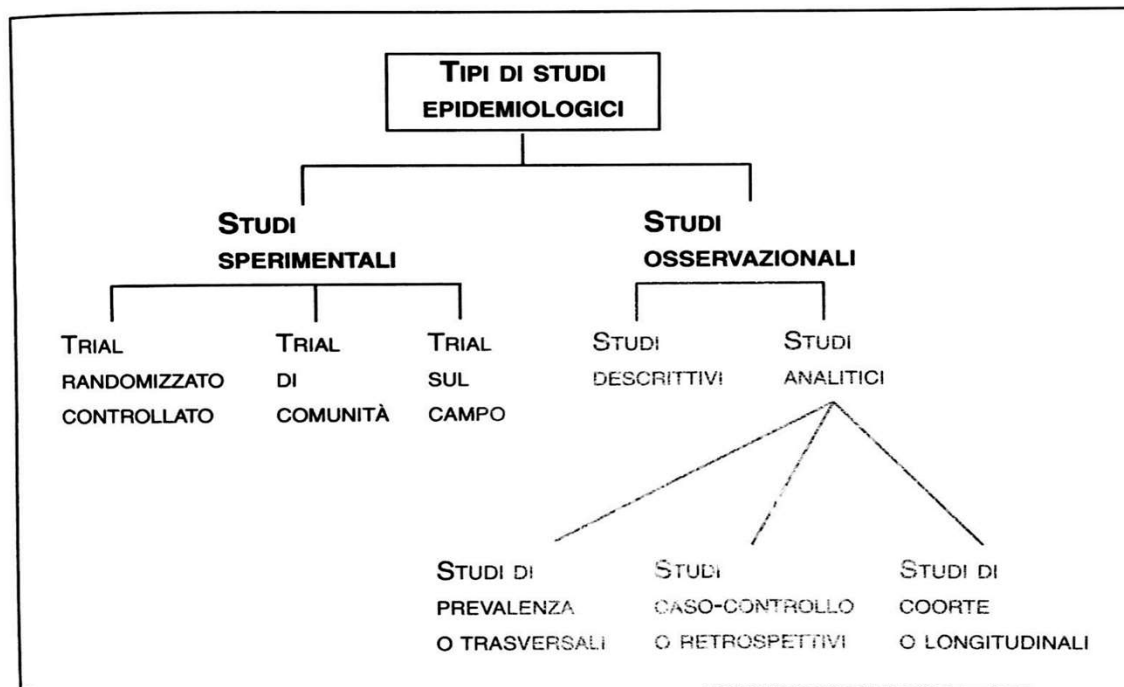 TIPI DI STUDI
EPIDEMIOLOGICI
STUDI
SPERIMENTALI
STUDI
OSSERVAZIONALI
TRIAL
RANDOMIZZATO
CONTROLLATO
TRIAL
DI
COMUNITÀ
TRIAL
SUL
CAMPO
STUDI
DESCRITTIVI
STUDI
ANALITICI
STUDI DI
PREVALENZA
O TRASVERSALI
STUDI
CASO-CONTROLLO
O RETROSPETTIVI
STUDI DI
COORTE
O LONGITUDINALI